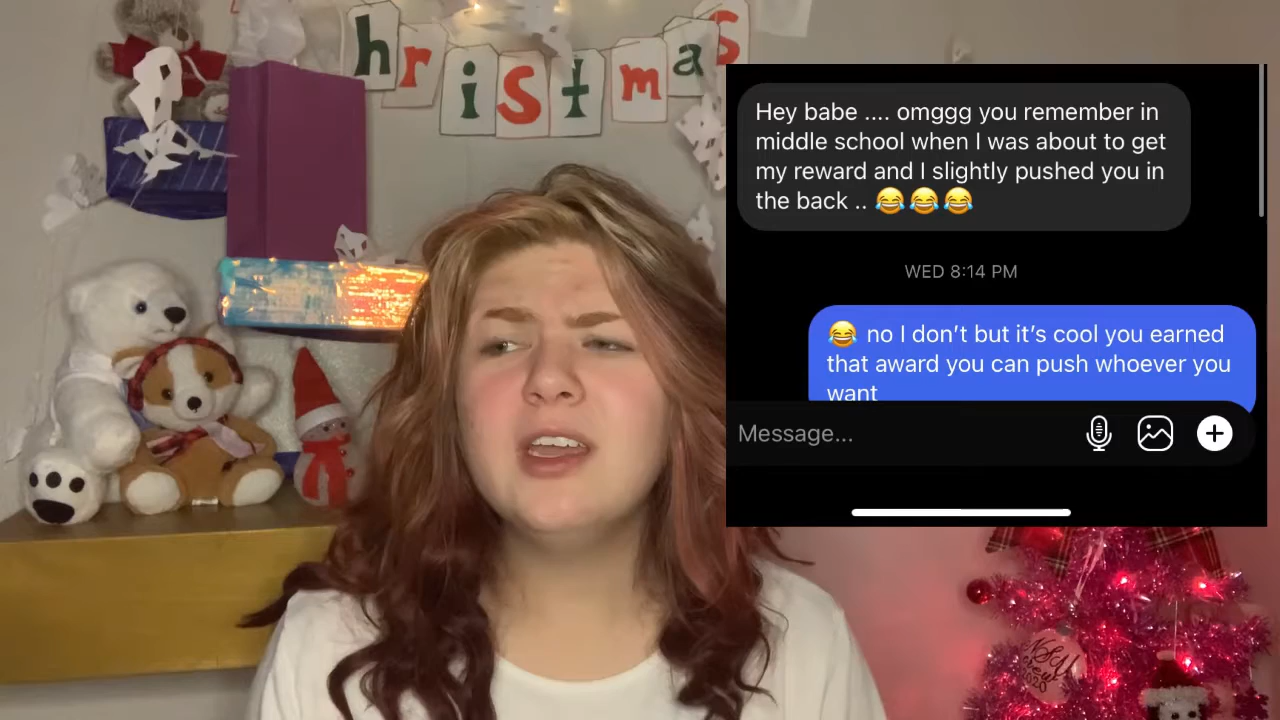 hristmas
Hey babe .... omggg you remember in
middle school when I was about to get
my reward and I slightly pushed you in
the back .. 😂😂😂
WED 8:14 PM
😂 no I don’t but it’s cool you earned
that award you can push whoever you
want
Message...
2020